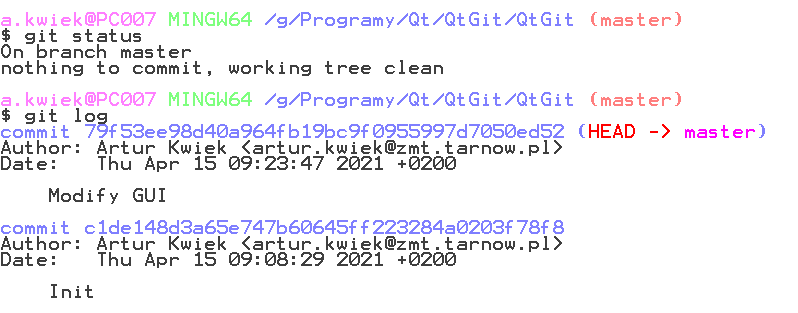 a.kwiek@PC007 MINGW64 /g/Programy/Qt/QtGit/QtGit (master)
$ git status
On branch master
nothing to commit, working tree clean
a.kwiek@PC007 MINGW64 /g/Programy/Qt/QtGit/QtGit (master)
$ git log
commit 79f53ee98d40a964fb19bc9f0955997d7050ed52 (HEAD -> master)
Author: Artur Kwiek <artur.kwiek@zmt.tarnow.pl>
Date:   Thu Apr 15 09:23:47 2021 +0200
    Modify GUI
commit c1de148d3a65e747b60645ff223284a0203f78f8
Author: Artur Kwiek <artur.kwiek@zmt.tarnow.pl>
Date:   Thu Apr 15 09:08:29 2021 +0200
    Init